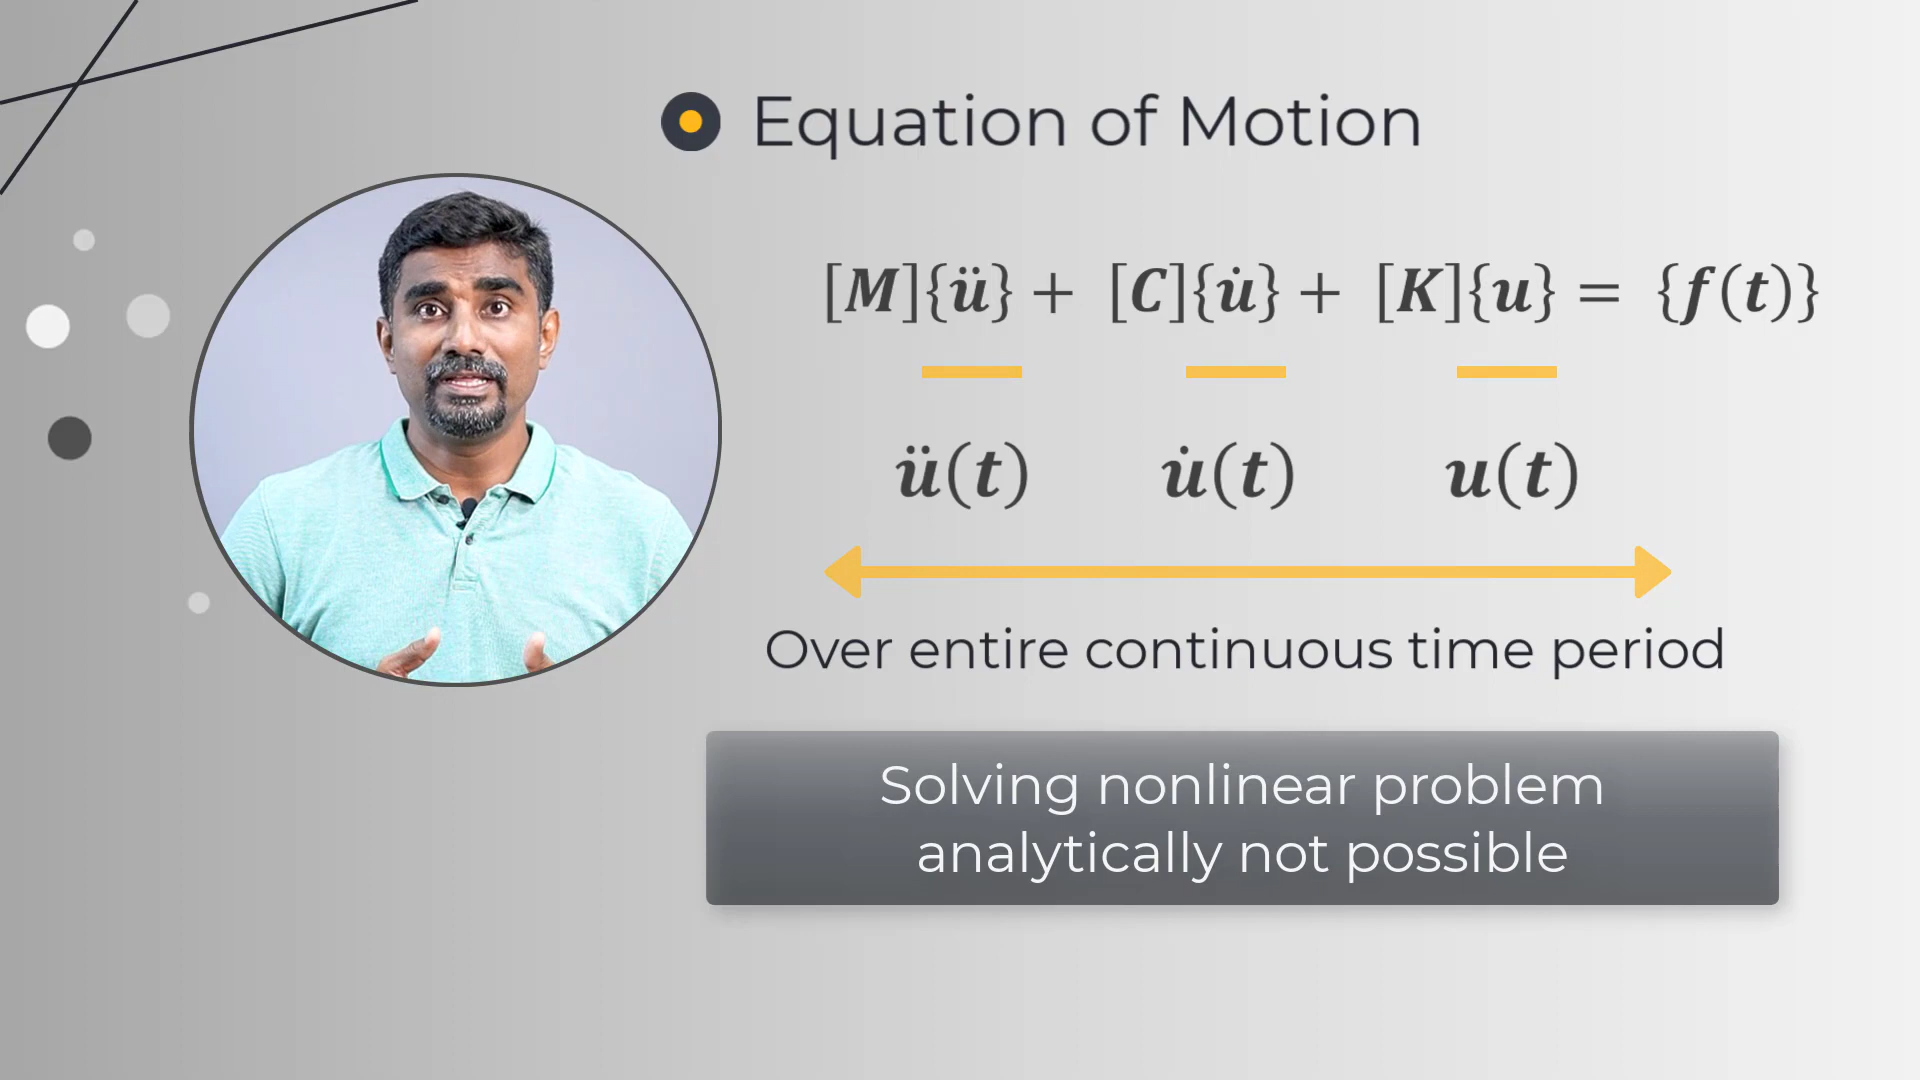 Equation of Motion
[M]{ü} + [C]{u̇} + [K]{u} = {f(t)}
ü(t) u̇(t) u(t)
Over entire continuous time period
Solving nonlinear problem
analytically not possible